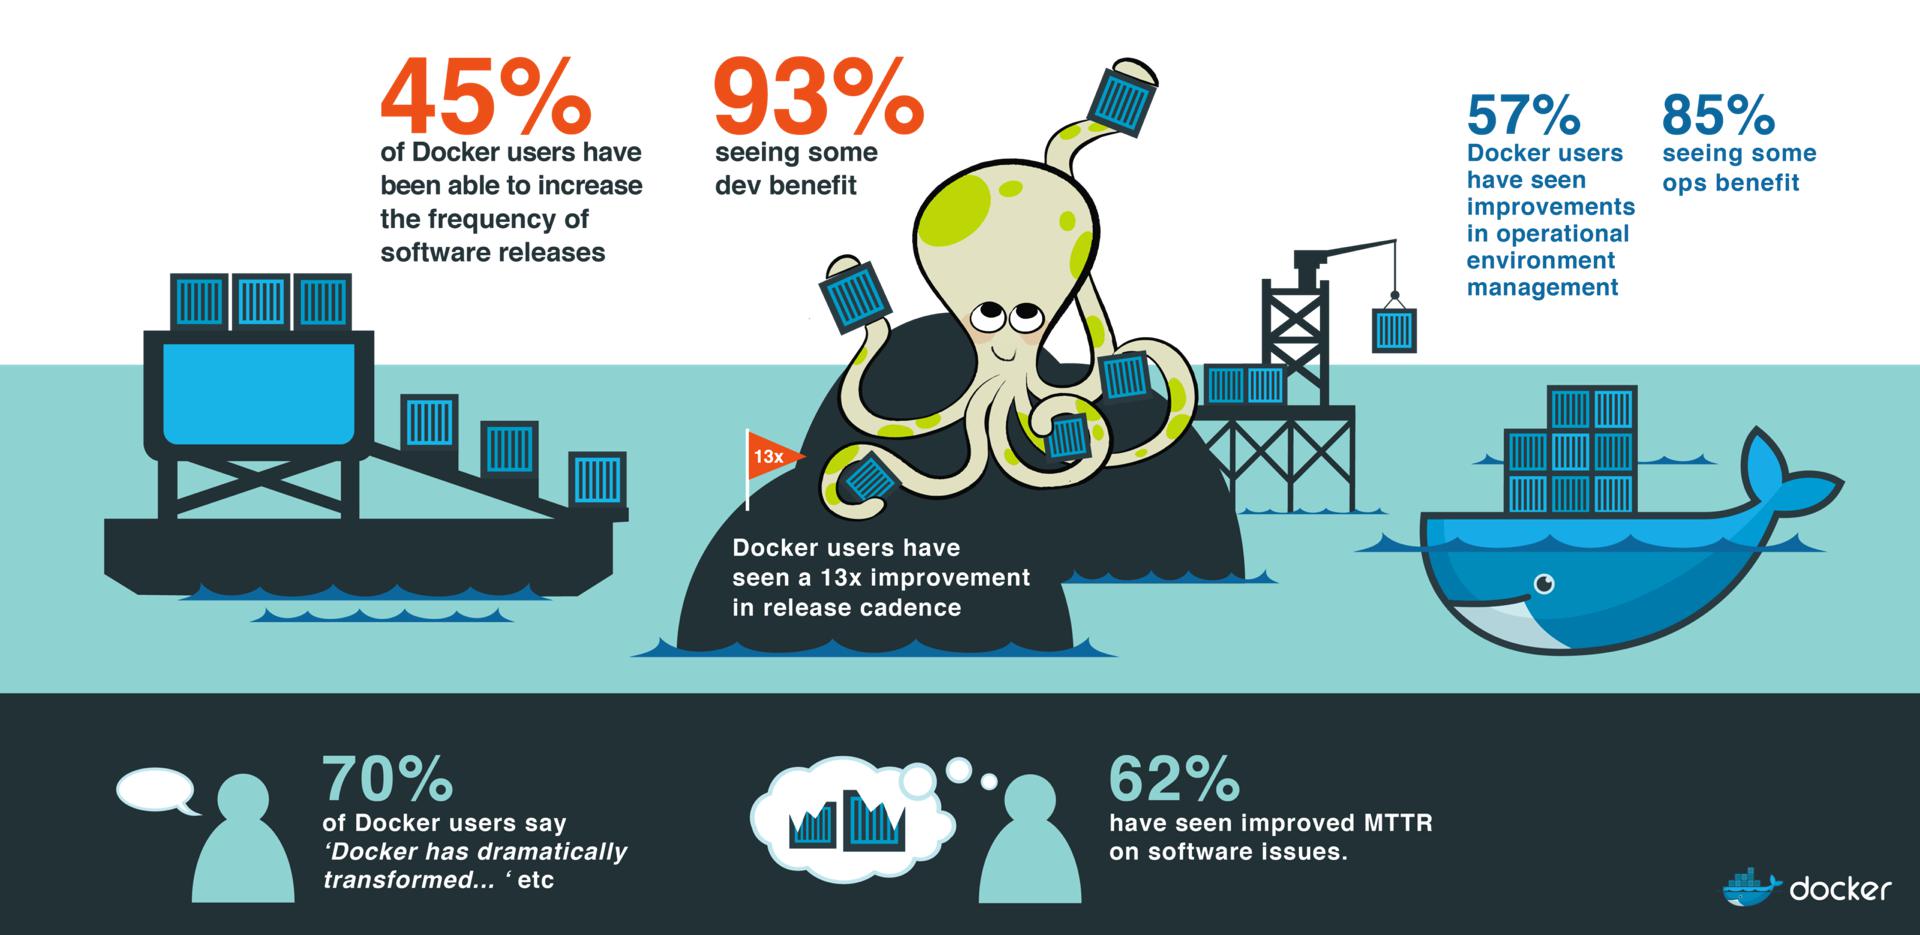 45%
of Docker users have
been able to increase
the frequency of
software releases
93%
seeing some
dev benefit
57%
Docker users
have seen
improvements
in operational
environment
management
85%
seeing some
ops benefit
13x
Docker users have
seen a 13x improvement
in release cadence
70%
of Docker users say
‘Docker has dramatically
transformed... ‘ etc
62%
have seen improved MTTR
on software issues.
docker